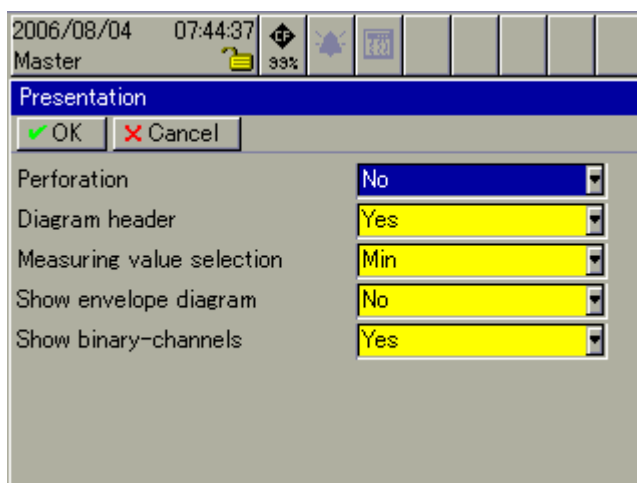 2006/08/04 07:44:37
Master
CF
99%
Presentation
OK Cancel
Perforation No
Diagram header Yes
Measuring value selection Min
Show envelope diagram No
Show binary-channels Yes